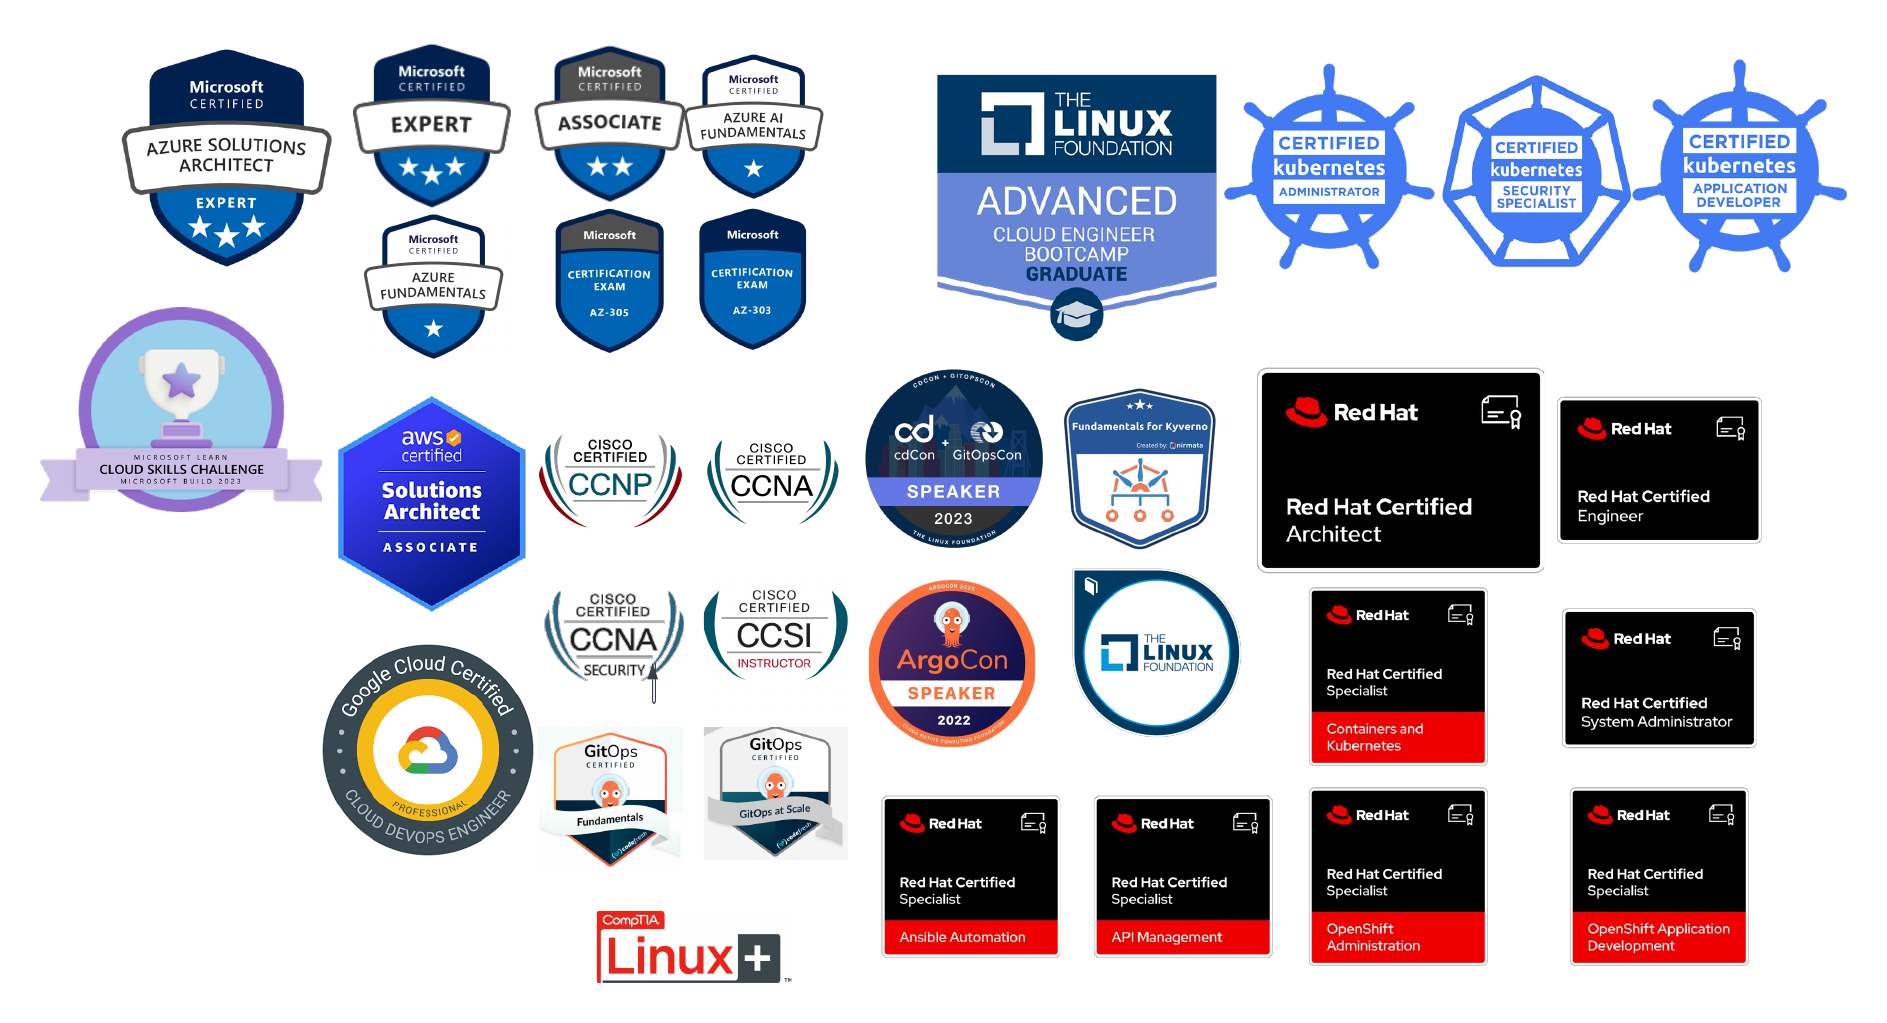 Microsoft
CERTIFIED
AZURE SOLUTIONS
ARCHITECT
EXPERT
Microsoft
CERTIFIED
EXPERT
Microsoft
CERTIFIED
ASSOCIATE
Microsoft
CERTIFIED
AZURE AI
FUNDAMENTALS
Microsoft
CERTIFIED
AZURE
FUNDAMENTALS
Microsoft
CERTIFICATION
EXAM
AZ-305
Microsoft
CERTIFICATION
EXAM
AZ-303
THE
LINUX
FOUNDATION
ADVANCED
CLOUD ENGINEER
BOOTCAMP
GRADUATE
CERTIFIED
kubernetes
ADMINISTRATOR
CERTIFIED
kubernetes
SECURITY
SPECIALIST
CERTIFIED
kubernetes
APPLICATION
DEVELOPER
MICROSOFT LEARN
CLOUD SKILLS CHALLENGE
MICROSOFT BUILD 2023
aws
certified
Solutions
Architect
ASSOCIATE
CISCO
CERTIFIED
CCNP
CISCO
CERTIFIED
CCNA
CDCON + GITOPSCON
cd
cdCon + GitOpsCon
SPEAKER
2023
THE LINUX FOUNDATION
Fundamentals for Kyverno
Created by: nirmata
Red Hat
Red Hat Certified
Architect
Red Hat
Red Hat Certified
Engineer
CISCO
CERTIFIED
CCNA
SECURITY
CISCO
CERTIFIED
CCSI
INSTRUCTOR
ARGOCON 2022
ArgoCon
SPEAKER
2022
CLOUD NATIVE COMPUTING FOUNDATION
THE
LINUX
FOUNDATION
Red Hat
Red Hat Certified
Specialist
Containers and
Kubernetes
Red Hat
Red Hat Certified
System Administrator
Google Cloud Certified
PROFESSIONAL
CLOUD DEVOPS ENGINEER
GitOps
CERTIFIED
Fundamentals
codefresh
GitOps
CERTIFIED
GitOps at Scale
codefresh
Red Hat
Red Hat Certified
Specialist
Ansible Automation
Red Hat
Red Hat Certified
Specialist
API Management
Red Hat
Red Hat Certified
Specialist
OpenShift
Administration
Red Hat
Red Hat Certified
Specialist
OpenShift Application
Development
CompTIA.
Linux+
TM